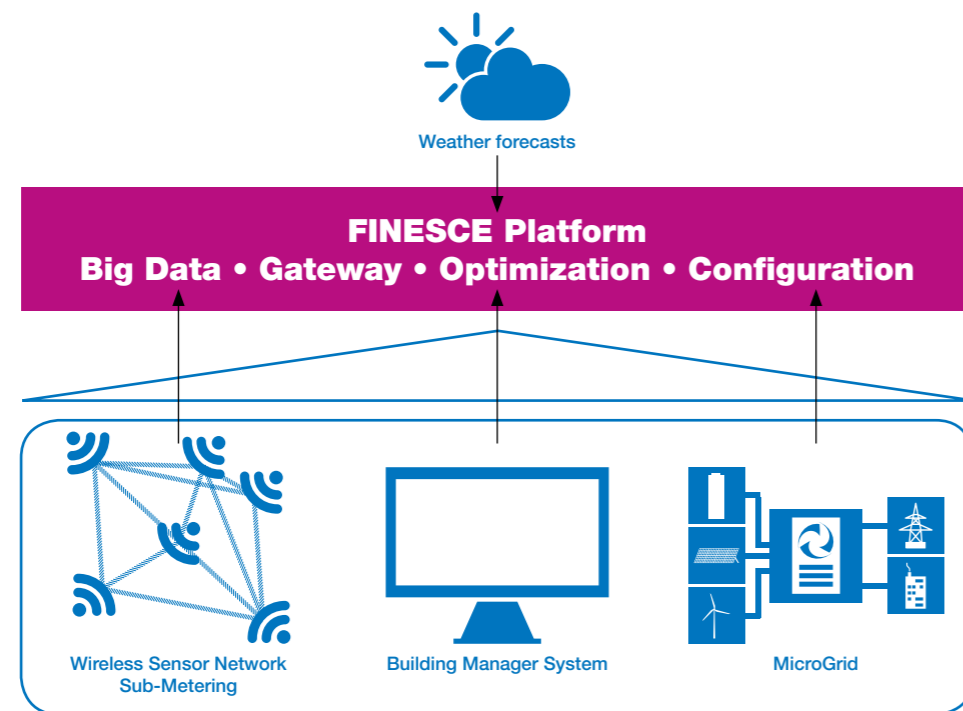 Weather forecasts
FINESCE Platform
Big Data • Gateway • Optimization • Configuration
Wireless Sensor Network
Sub-Metering
Building Manager System
MicroGrid